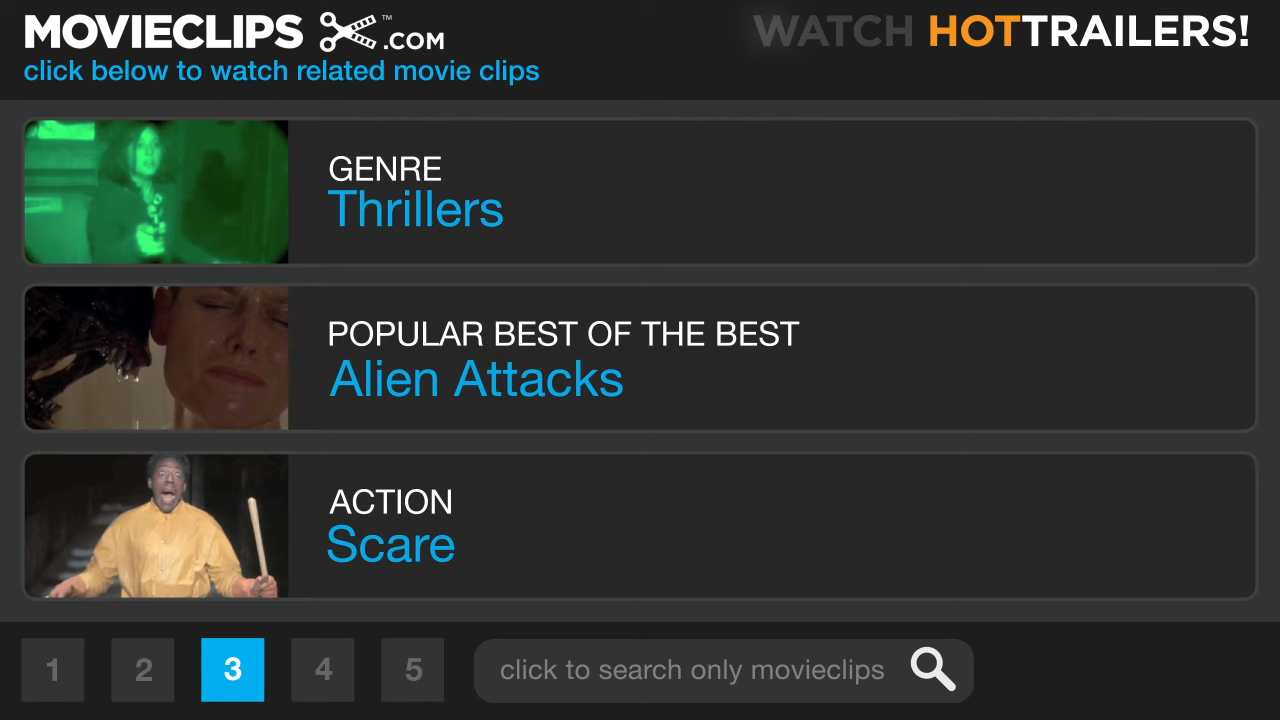 MOVIECLIPS .COM™
WATCH HOTTRAILERS!
click below to watch related movie clips
GENRE
Thrillers
POPULAR BEST OF THE BEST
Alien Attacks
ACTION
Scare
1 2 3 4 5 click to search only movieclips